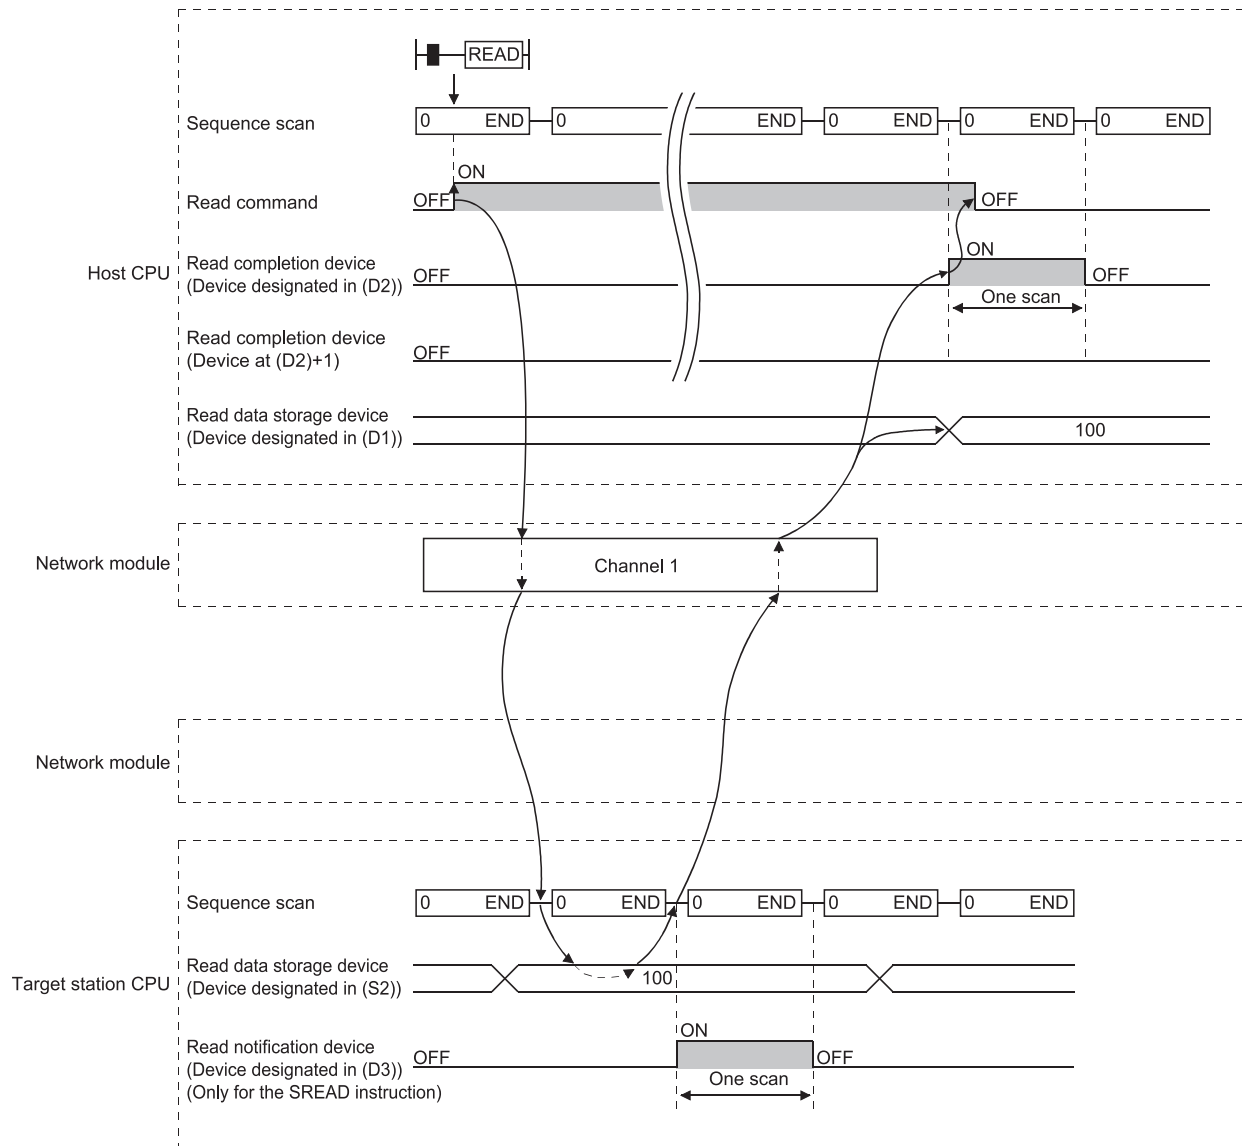 READ
Sequence scan
0 END 0 END 0 END 0 END 0 END
ON
Read command
OFF
OFF
Host CPU
Read completion device
(Device designated in (D2))
OFF
ON
OFF
One scan
Read completion device
(Device at (D2)+1)
OFF
Read data storage device
(Device designated in (D1))
100
Network module
Channel 1
Network module
Target station CPU
Sequence scan
0 END 0 END 0 END 0 END 0 END
Read data storage device
(Device designated in (S2))
100
Read notification device
(Device designated in (D3))
(Only for the SREAD instruction)
OFF
ON
OFF
One scan